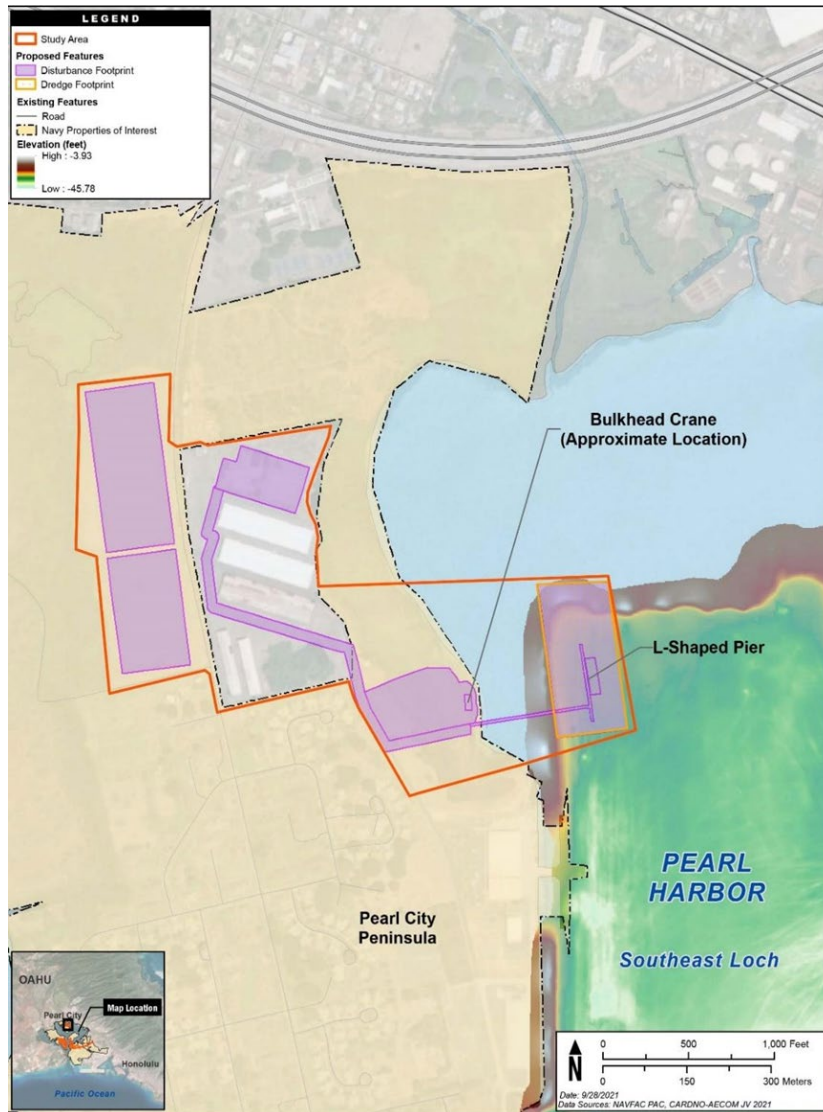 LEGEND
Study Area
Proposed Features
Disturbance Footprint
Dredge Footprint
Existing Features
Road
Navy Properties of Interest
Elevation (feet)
High : -3.93
Low : -45.78
Bulkhead Crane
(Approximate Location)
L-Shaped Pier
PEARL
HARBOR
Pearl City
Peninsula
Southeast Loch
OAHU
Pearl City
Map Location
Honolulu
Pacific Ocean
N
0 500 1,000 Feet
0 150 300 Meters
Date: 9/28/2021
Data Sources: NAVFAC PAC, CARDNO-AECOM JV 2021